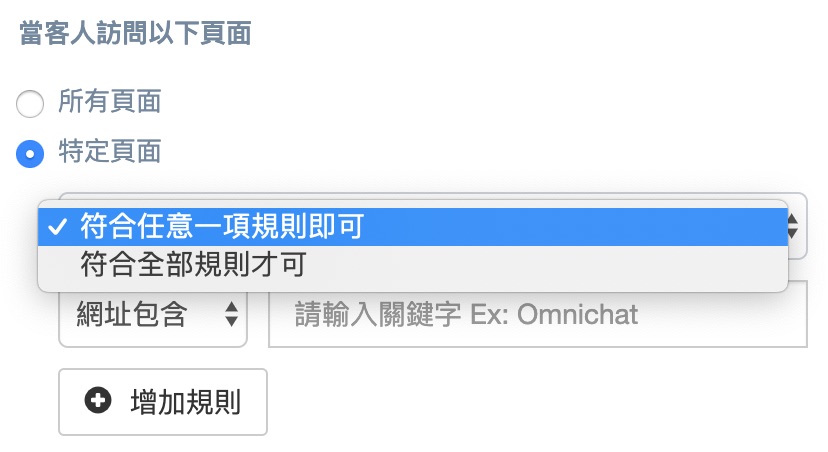 當客人訪問以下頁面
所有頁面
特定頁面
符合任意一項規則即可
符合全部規則才可
網址包含 請輸入關鍵字 Ex: Omnichat
增加規則